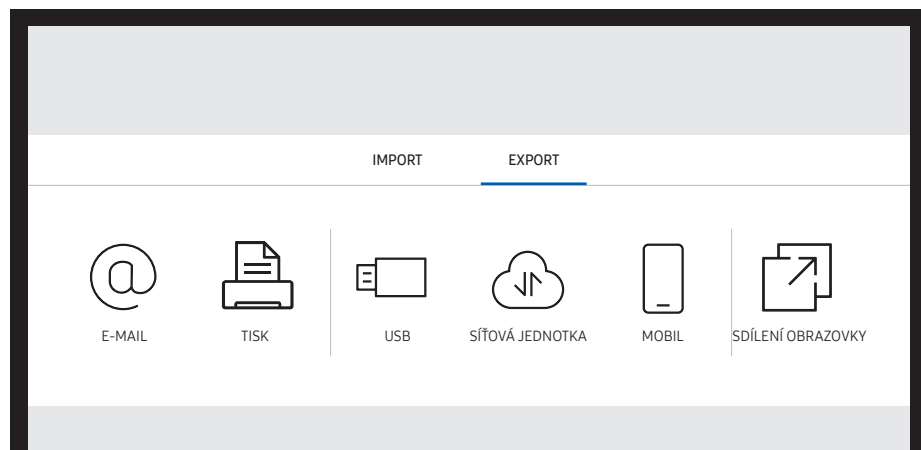 IMPORT EXPORT
E-MAIL TISK USB SÍŤOVÁ JEDNOTKA MOBIL SDÍLENÍ OBRAZOVKY